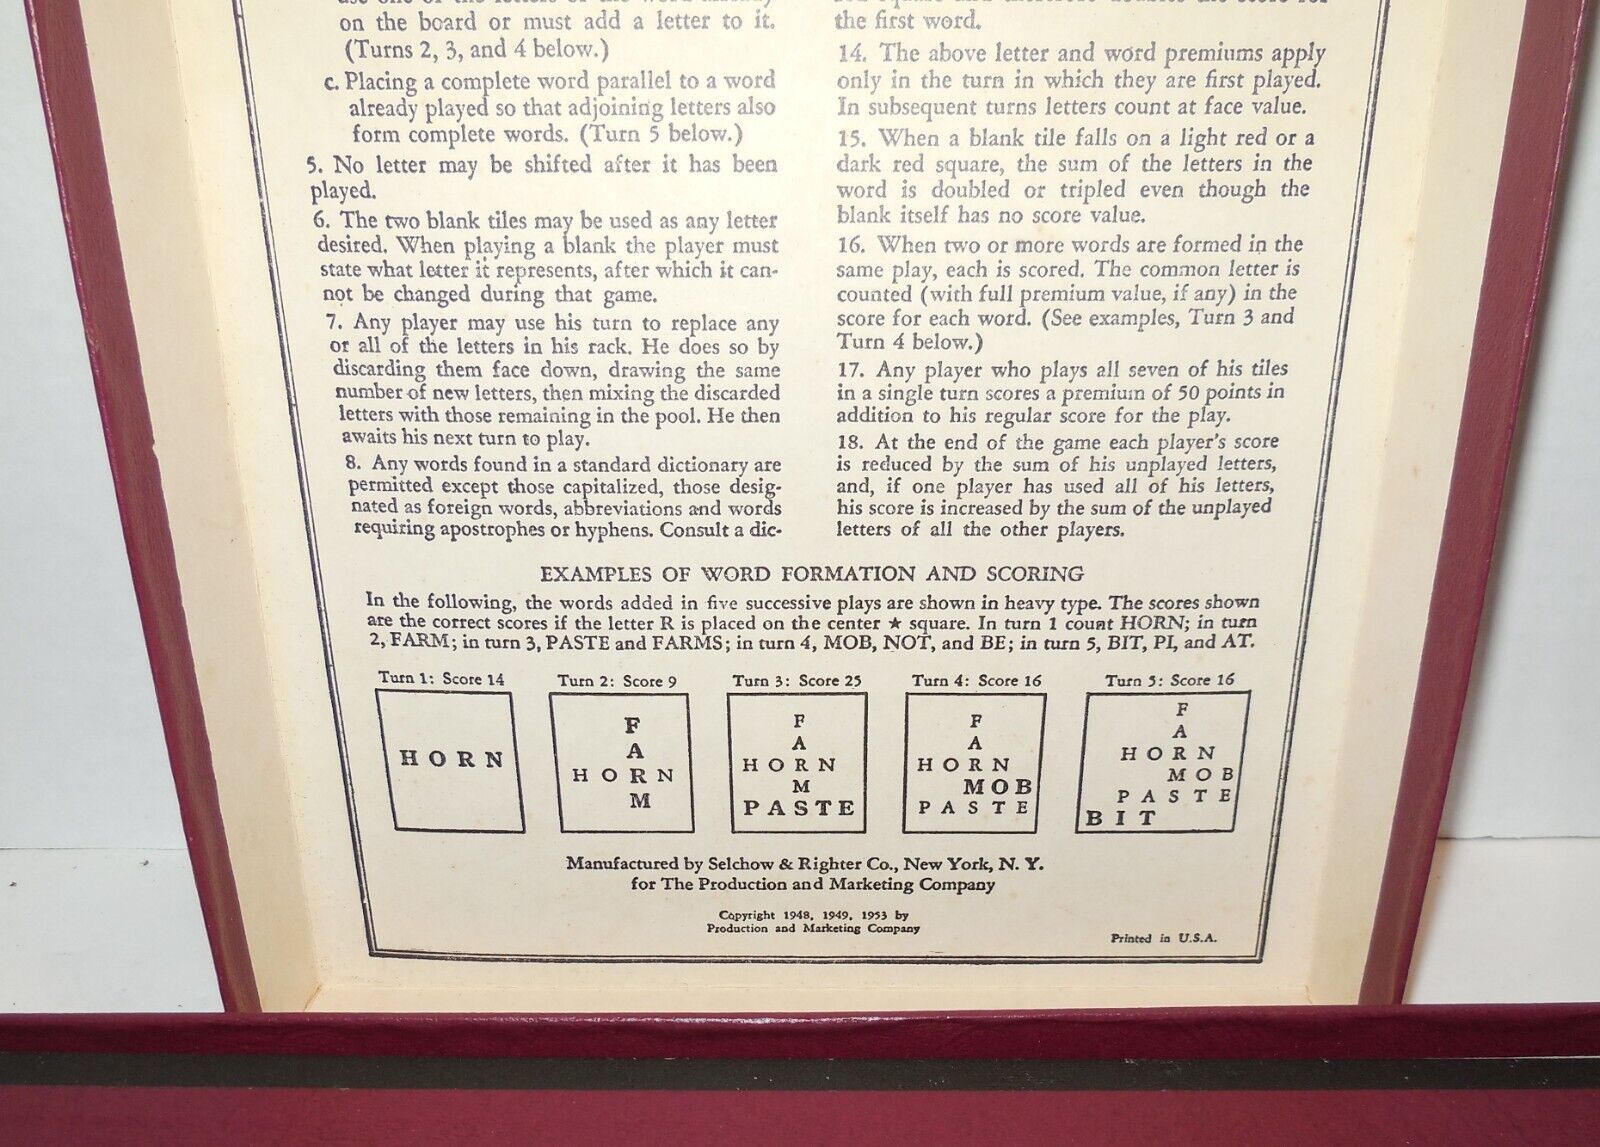 on the board or must add a letter to it.
(Turns 2, 3, and 4 below.)
c. Placing a complete word parallel to a word
already played so that adjoining letters also
form complete words. (Turn 5 below.)
5. No letter may be shifted after it has been
played.
6. The two blank tiles may be used as any letter
desired. When playing a blank the player must
state what letter it represents, after which it can-
not be changed during that game.
7. Any player may use his turn to replace any
or all of the letters in his rack. He does so by
discarding them face down, drawing the same
number of new letters, then mixing the discarded
letters with those remaining in the pool. He then
awaits his next turn to play.
8. Any words found in a standard dictionary are
permitted except those capitalized, those desig-
nated as foreign words, abbreviations and words
requiring apostrophes or hyphens. Consult a dic-
the first word.
14. The above letter and word premiums apply
only in the turn in which they are first played.
In subsequent turns letters count at face value.
15. When a blank tile falls on a light red or a
dark red square, the sum of the letters in the
word is doubled or tripled even though the
blank itself has no score value.
16. When two or more words are formed in the
same play, each is scored. The common letter is
counted (with full premium value, if any) in the
score for each word. (See examples, Turn 3 and
Turn 4 below.)
17. Any player who plays all seven of his tiles
in a single turn scores a premium of 50 points in
addition to his regular score for the play.
18. At the end of the game each player's score
is reduced by the sum of his unplayed letters,
and, if one player has used all of his letters,
his score is increased by the sum of the unplayed
letters of all the other players.
EXAMPLES OF WORD FORMATION AND SCORING
In the following, the words added in five successive plays are shown in heavy type. The scores shown
are the correct scores if the letter R is placed on the center ★ square. In turn 1 count HORN; in turn
2, FARM; in turn 3, PASTE and FARMS; in turn 4, MOB, NOT, and BE; in turn 5, BIT, PI, and AT.
Turn 1: Score 14
HORN
Turn 2: Score 9
F
A
HORN
M
Turn 3: Score 25
F
A
HORN
M
PASTE
Turn 4: Score 16
F
A
HORN
MOB
PASTE
Turn 5: Score 16
F
A
HORN
MOB
PASTE
BIT
Manufactured by Selchow & Righter Co., New York, N. Y.
for The Production and Marketing Company
Copyright 1948, 1949, 1953 by
Production and Marketing Company
Printed in U.S.A.